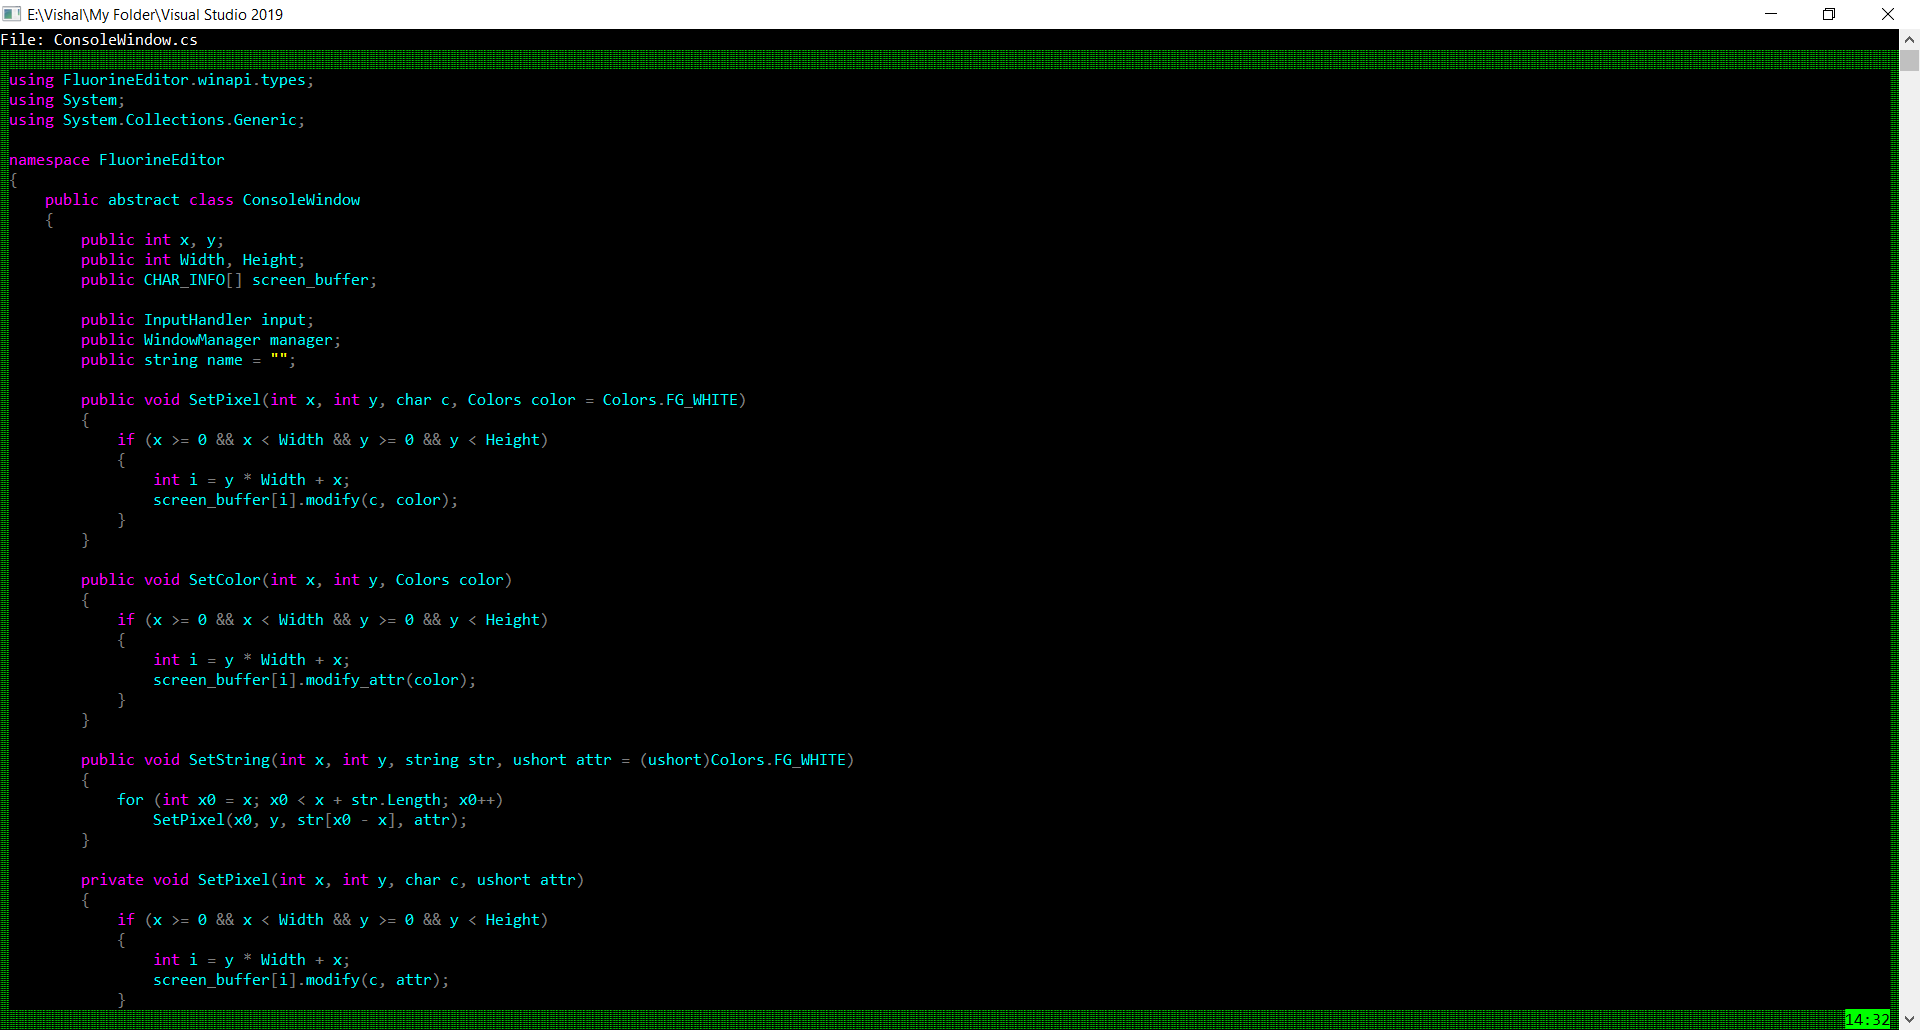 E:\Vishal\My Folder\Visual Studio 2019
File: ConsoleWindow.cs
using FluorineEditor.winapi.types;
using System;
using System.Collections.Generic;
namespace FluorineEditor
{
    public abstract class ConsoleWindow
    {
        public int x, y;
        public int Width, Height;
        public CHAR_INFO[] screen_buffer;
        public InputHandler input;
        public WindowManager manager;
        public string name = "";
        public void SetPixel(int x, int y, char c, Colors color = Colors.FG_WHITE)
        {
            if (x >= 0 && x < Width && y >= 0 && y < Height)
            {
                int i = y * Width + x;
                screen_buffer[i].modify(c, color);
            }
        }
        public void SetColor(int x, int y, Colors color)
        {
            if (x >= 0 && x < Width && y >= 0 && y < Height)
            {
                int i = y * Width + x;
                screen_buffer[i].modify_attr(color);
            }
        }
        public void SetString(int x, int y, string str, ushort attr = (ushort)Colors.FG_WHITE)
        {
            for (int x0 = x; x0 < x + str.Length; x0++)
                SetPixel(x0, y, str[x0 - x], attr);
        }
        private void SetPixel(int x, int y, char c, ushort attr)
        {
            if (x >= 0 && x < Width && y >= 0 && y < Height)
            {
                int i = y * Width + x;
                screen_buffer[i].modify(c, attr);
            }
14:32